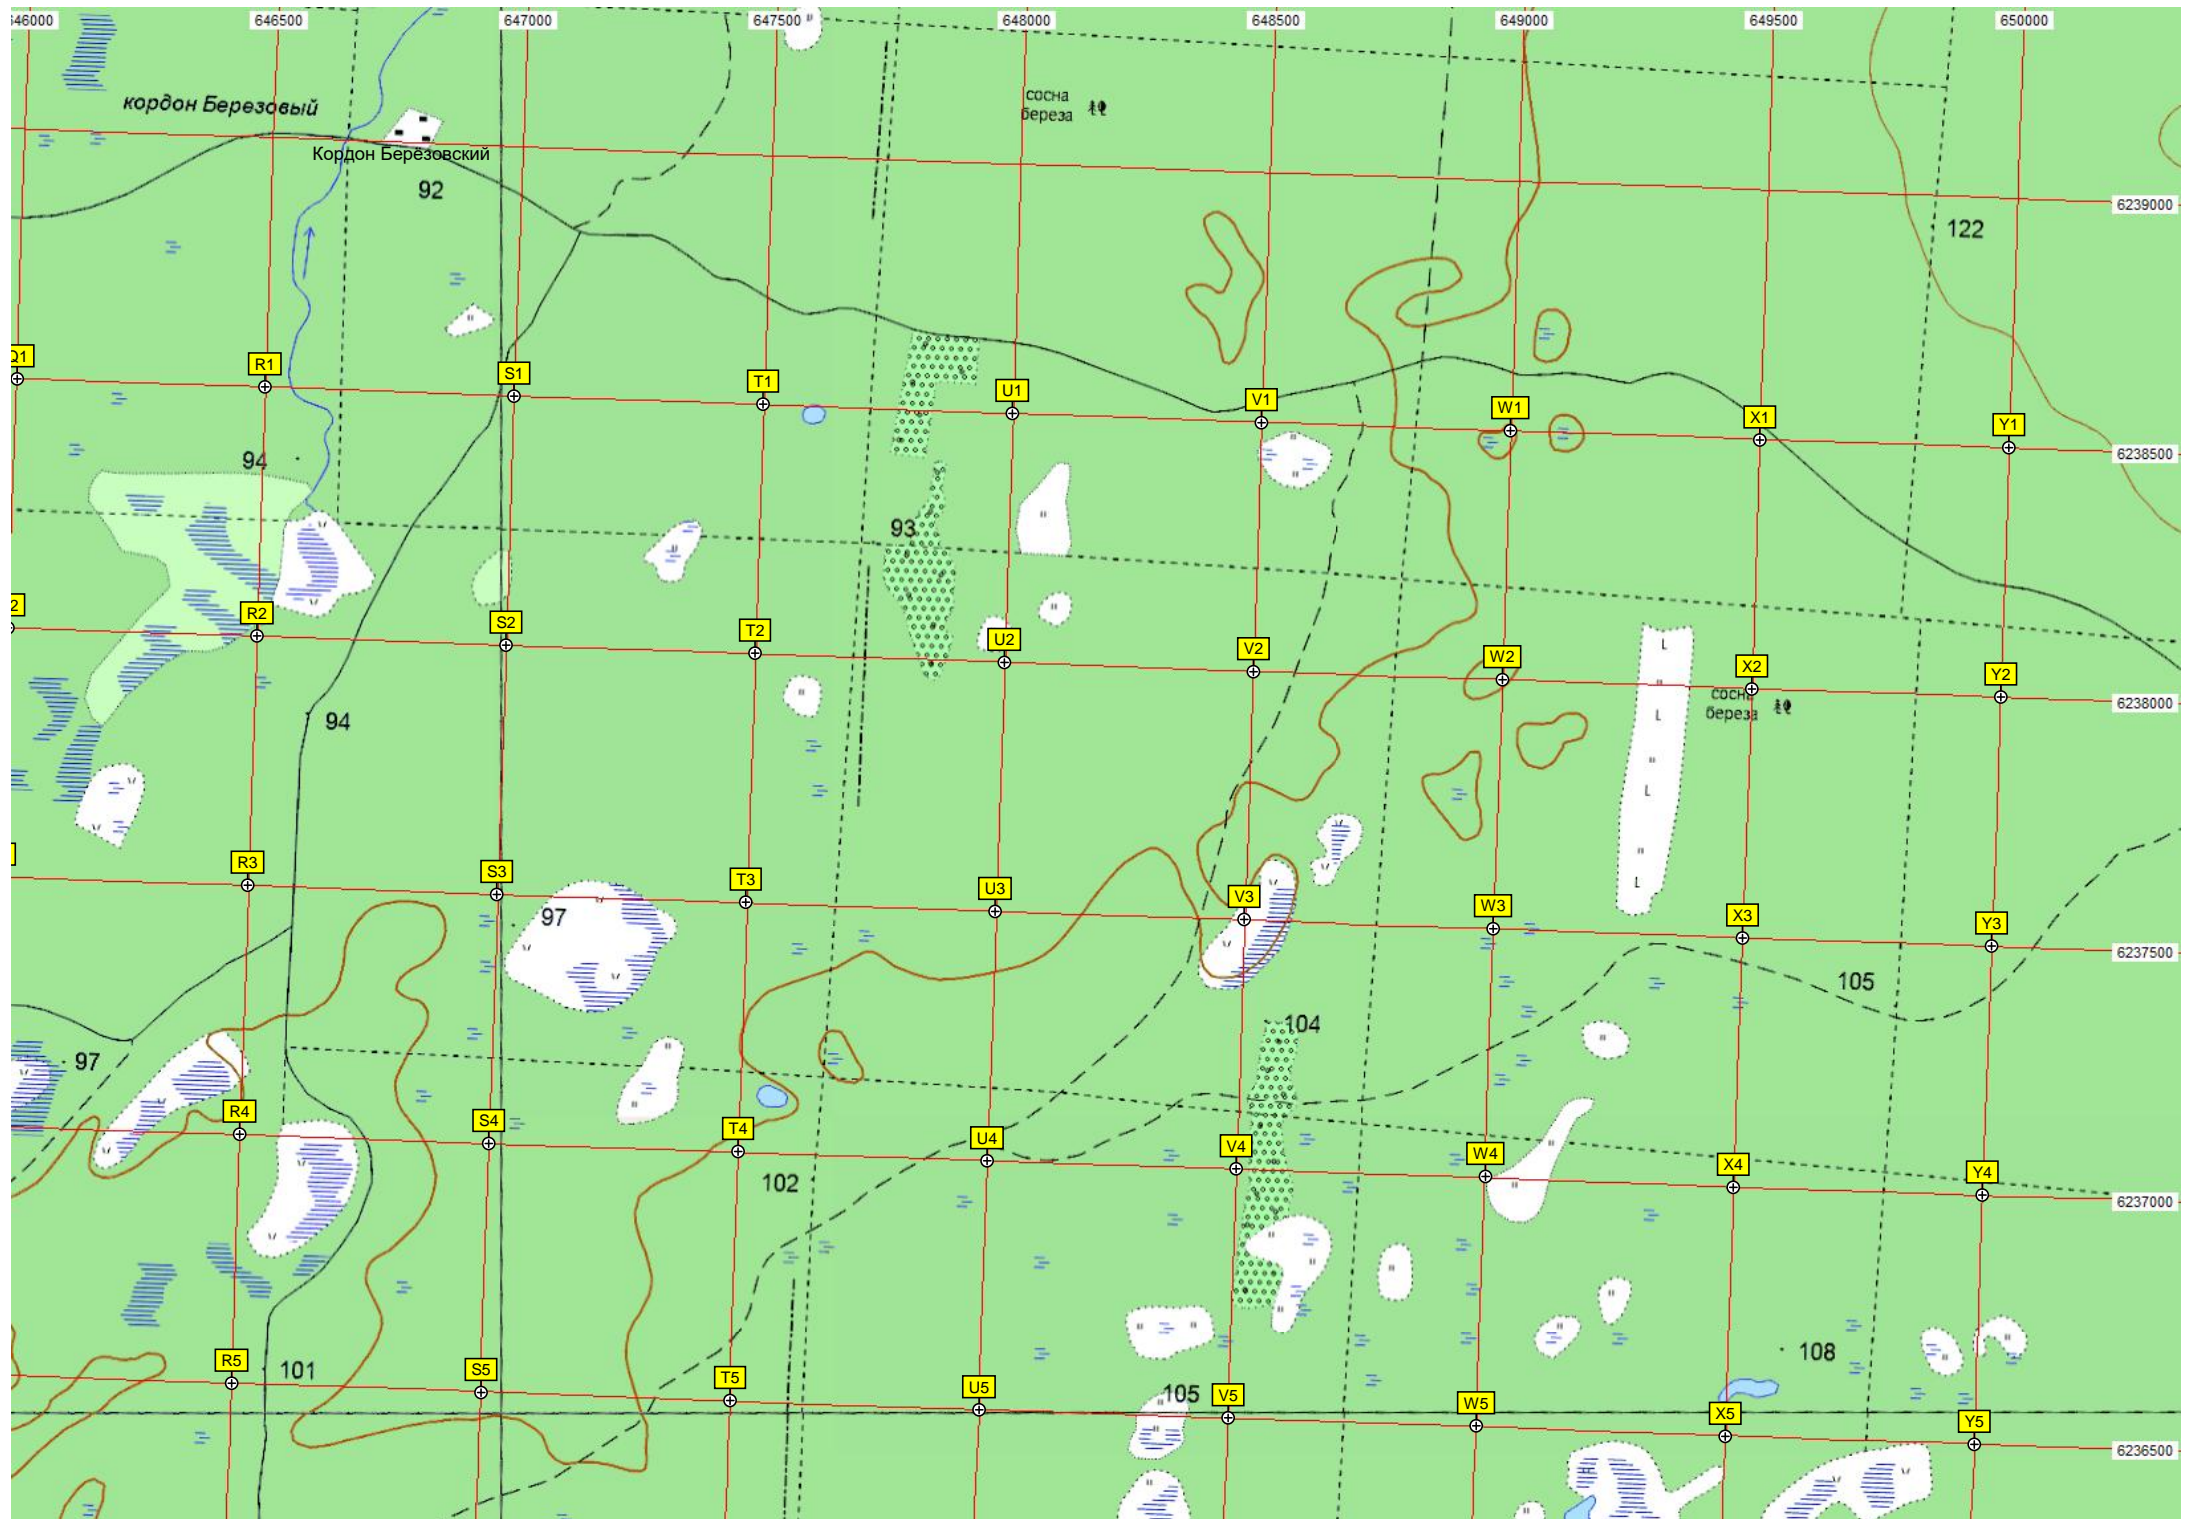 646000 646500 647000 647500 648000 648500 649000 649500 650000
кордон Березовый
сосна
береза
Кордон Берёзовский
92
6239000
122
Q1 R1 S1 T1 U1 V1 W1 X1 Y1
6238500
94
93
2 R2 S2 T2 U2 V2 W2 X2 Y2
6238000
сосна
береза
94
R3 S3 T3 U3 V3 W3 X3 Y3
97
6237500
105
104
97
R4 S4 T4 U4 V4 W4 X4 Y4
102
6237000
108
101
R5 S5 T5 U5 V5 W5 X5 Y5
105
6236500